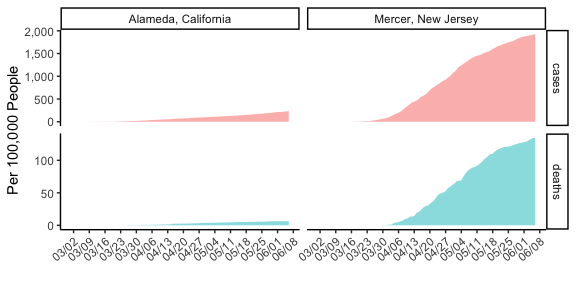 Alameda, California
Mercer, New Jersey
Per 100,000 People
2,000
1,500
1,000
500
0
cases
100
50
0
deaths
03/02 03/09 03/16 03/23 03/30 04/06 04/13 04/20 04/27 05/04 05/11 05/18 05/25 06/01 06/08
03/02 03/09 03/16 03/23 03/30 04/06 04/13 04/20 04/27 05/04 05/11 05/18 05/25 06/01 06/08